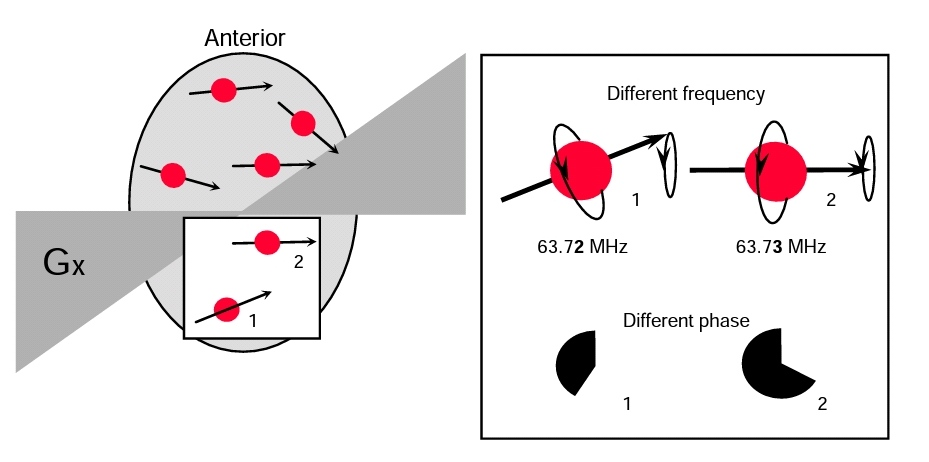 Anterior
Gx
2
1
Different frequency
1
2
63.72 MHz
63.73 MHz
Different phase
1
2